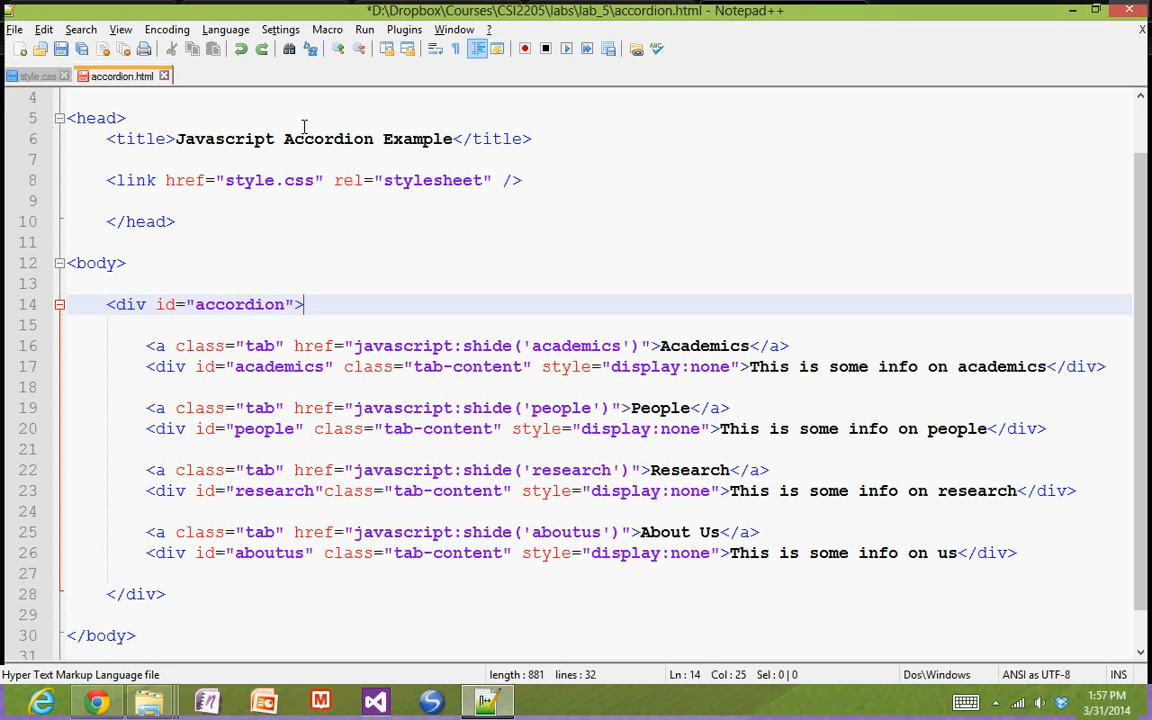 *D:\Dropbox\Courses\CSI2205\labs\lab_5\accordion.html - Notepad++
File Edit Search View Encoding Language Settings Macro Run Plugins Window ? X
style.css accordion.html
4
5 <head>
6 <title>Javascript Accordion Example</title>
7
8 <link href="style.css" rel="stylesheet" />
9
10 </head>
11
12 <body>
13
14 <div id="accordion">
15
16 <a class="tab" href="javascript:shide('academics')">Academics</a>
17 <div id="academics" class="tab-content" style="display:none">This is some info on academics</div>
18
19 <a class="tab" href="javascript:shide('people')">People</a>
20 <div id="people" class="tab-content" style="display:none">This is some info on people</div>
21
22 <a class="tab" href="javascript:shide('research')">Research</a>
23 <div id="research"class="tab-content" style="display:none">This is some info on research</div>
24
25 <a class="tab" href="javascript:shide('aboutus')">About Us</a>
26 <div id="aboutus" class="tab-content" style="display:none">This is some info on us</div>
27
28 </div>
29
30 </body>
31
Hyper Text Markup Language file length : 881 lines : 32 Ln : 14 Col : 25 Sel : 0 | 0 Dos\Windows ANSI as UTF-8 INS
1:57 PM
3/31/2014